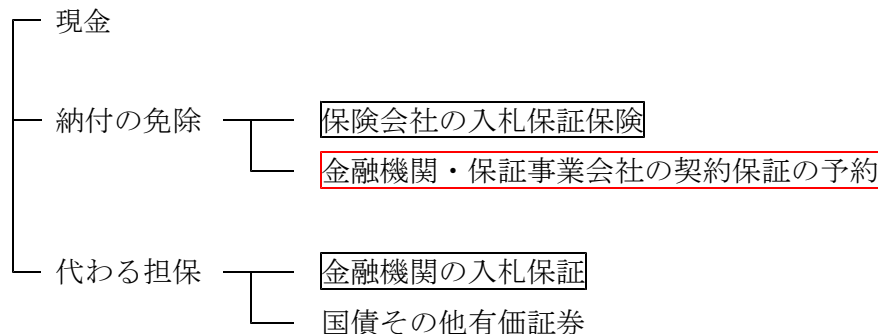 現金
納付の免除
保険会社の入札保証保険
金融機関・保証事業会社の契約保証の予約
代わる担保
金融機関の入札保証
国債その他有価証券